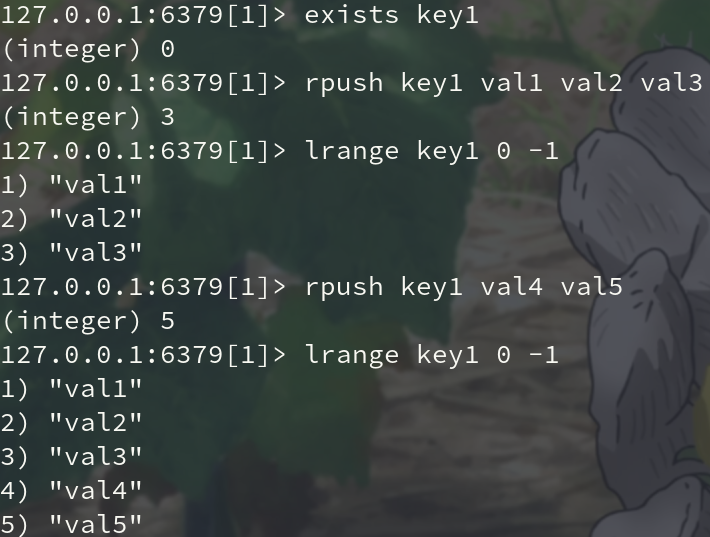 127.0.0.1:6379[1]> exists key1
(integer) 0
127.0.0.1:6379[1]> rpush key1 val1 val2 val3
(integer) 3
127.0.0.1:6379[1]> lrange key1 0 -1
1) "val1"
2) "val2"
3) "val3"
127.0.0.1:6379[1]> rpush key1 val4 val5
(integer) 5
127.0.0.1:6379[1]> lrange key1 0 -1
1) "val1"
2) "val2"
3) "val3"
4) "val4"
5) "val5"